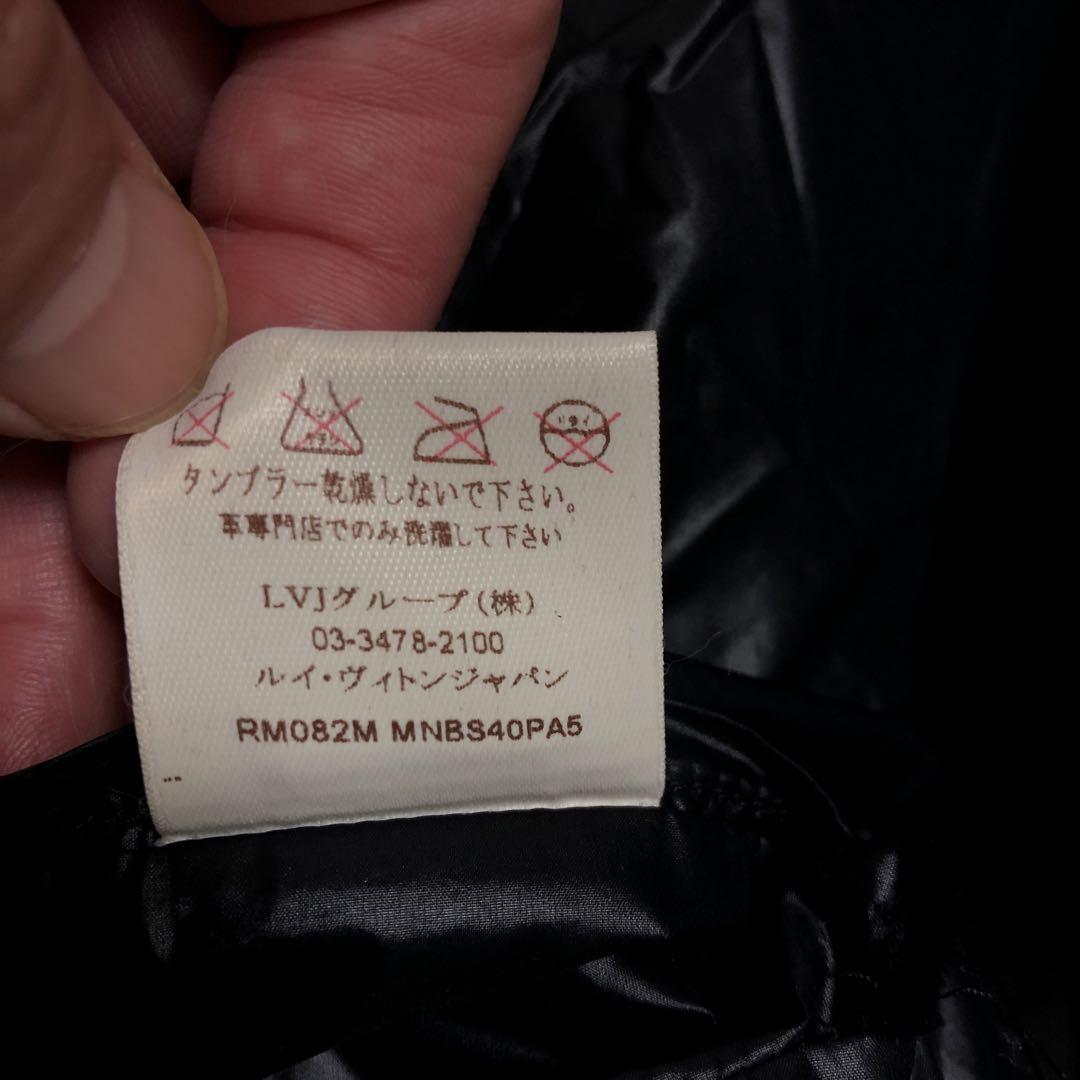 タンブラー乾燥しないで下さい。
革専門店でのみ洗濯して下さい
LVJグループ(株)
03-3478-2100
ルイ・ヴィトンジャパン
RM082M MNBS40PA5